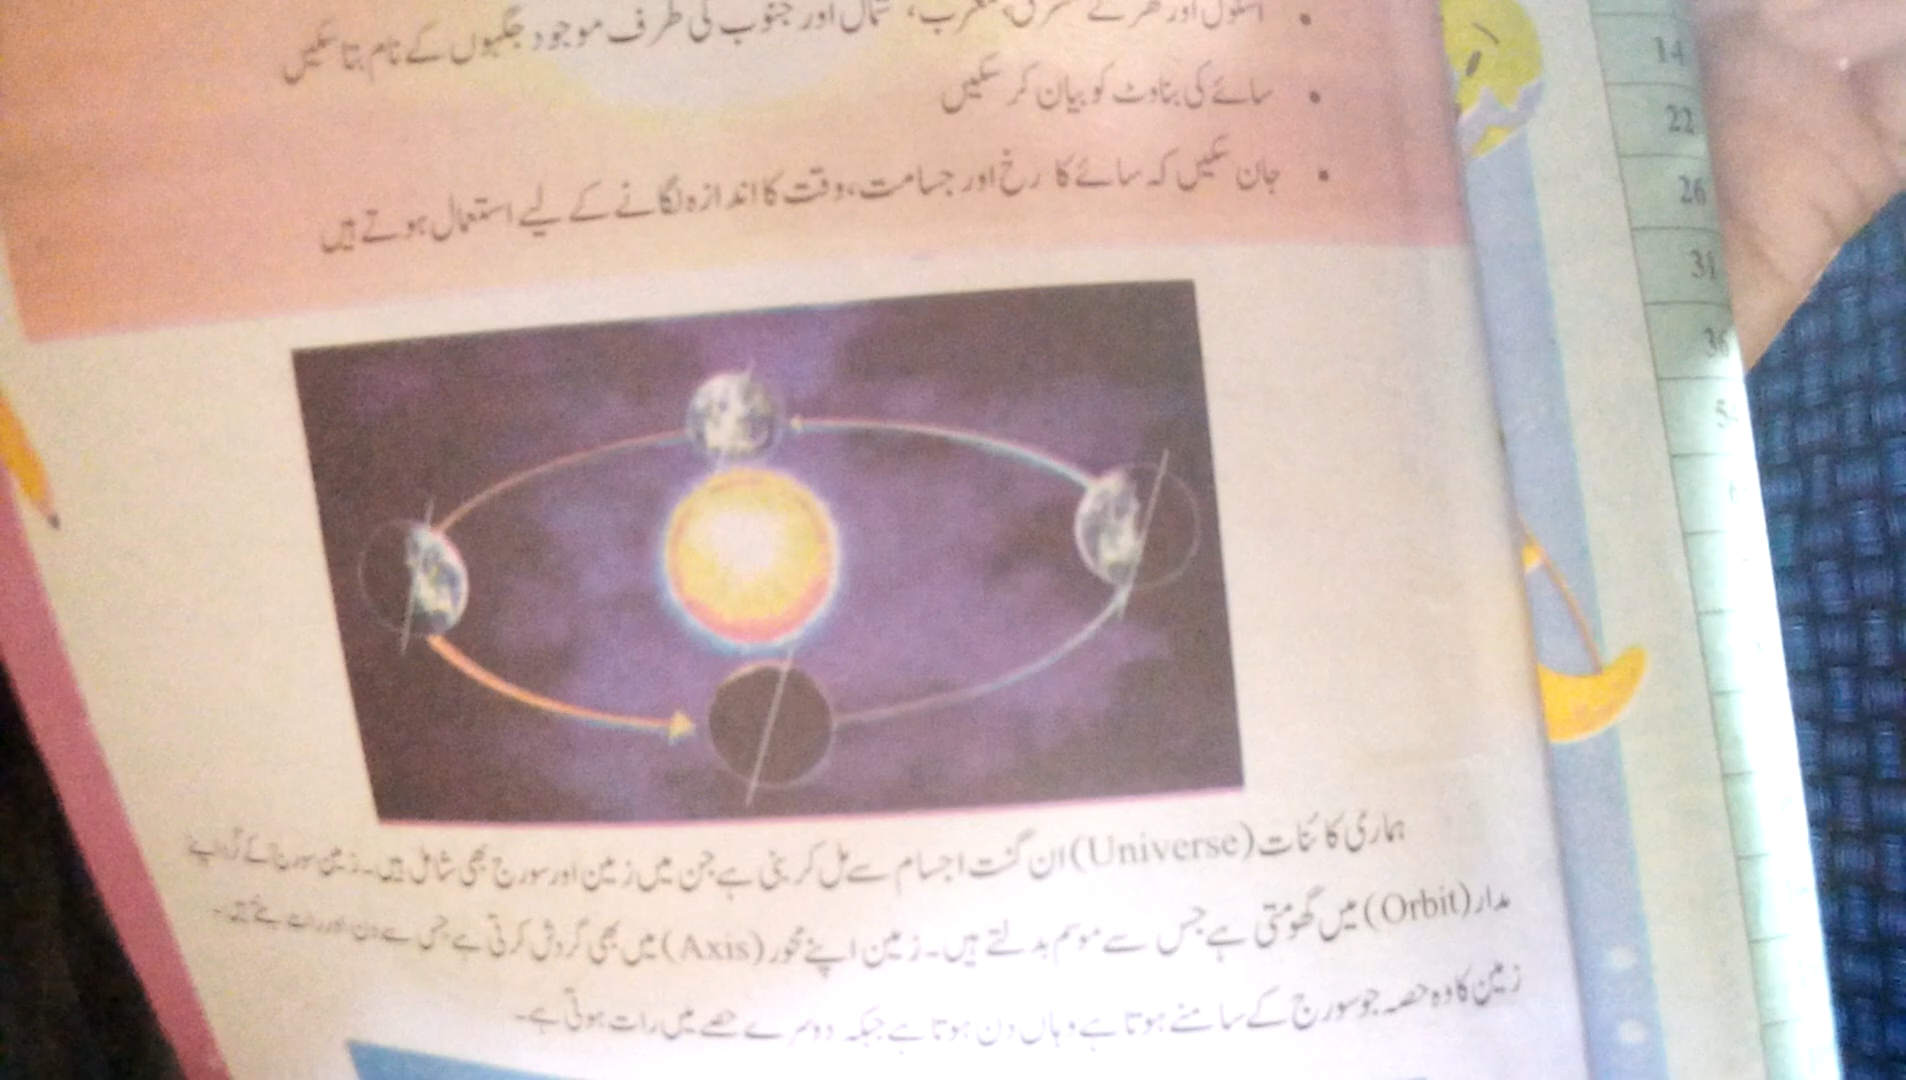 اسکول اور گھر کے مشرق، مغرب، شمال اور جنوب کی طرف موجود جگہوں کے نام بتا سکیں
• سائے کی بناوٹ کو بیان کر سکیں
• جان سکیں کہ سائے کا رخ اور جسامت، وقت کا اندازہ لگانے کے لیے استعمال ہوتے ہیں
ہماری کائنات (Universe) ان گنت اجسام سے مل کر بنی ہے جن میں زمین اور سورج بھی شامل ہیں۔ زمین سورج کے گرد اپنے
مدار (Orbit) میں گھومتی ہے جس سے موسم بدلتے ہیں۔ زمین اپنے محور (Axis) میں بھی گردش کرتی ہے جس سے دن اور رات بنتے ہیں۔
زمین کا وہ حصہ جو سورج کے سامنے ہوتا ہے وہاں دن ہوتا ہے جبکہ دوسرے حصے میں رات ہوتی ہے۔
14
22
26
31
36